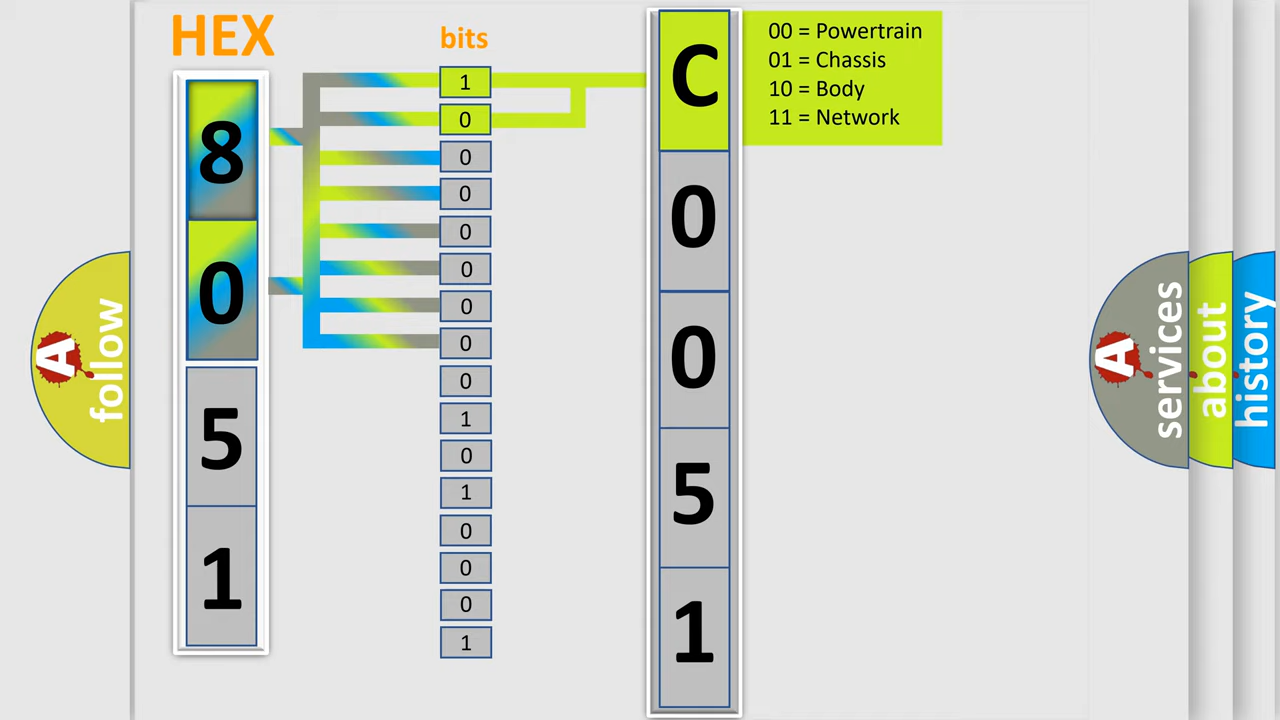 HEX
8
0
5
1
bits
1
0
0
0
0
0
0
0
0
1
0
1
0
0
0
1
C
0
0
5
1
00 = Powertrain
01 = Chassis
10 = Body
11 = Network
A
follow
A
services
about
history